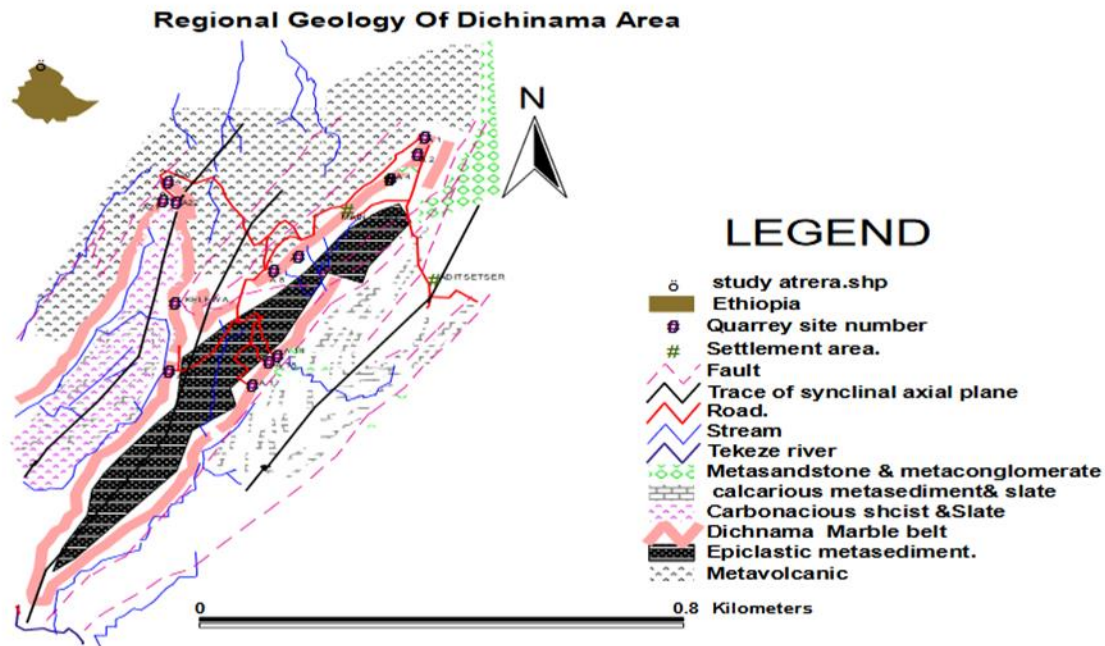 Regional Geology Of Dichinama Area
N
ADITSETSER
LEGEND
ö study atrera.shp
Ethiopia
Quarrey site number
# Settlement area.
Fault
Trace of synclinal axial plane
Road.
Stream
Tekeze river
Metasandstone & metaconglomerate
calcarious metasediment& slate
Carbonacious shcist &Slate
Dichnama Marble belt
Epiclastic metasediment.
Metavolcanic
0 0.8 Kilometers